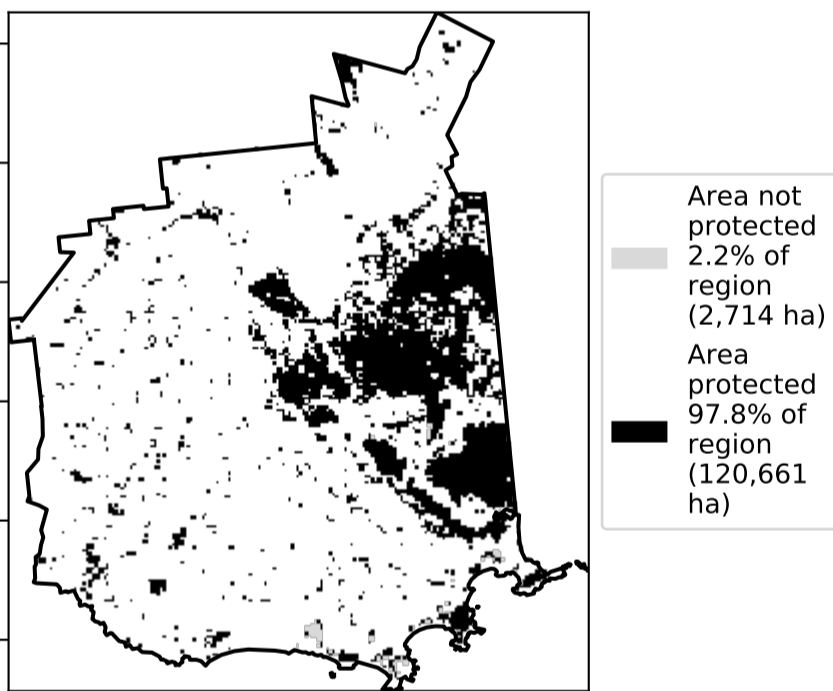 Area not
protected
2.2% of
region
(2,714 ha)
Area
protected
97.8% of
region
(120,661
ha)